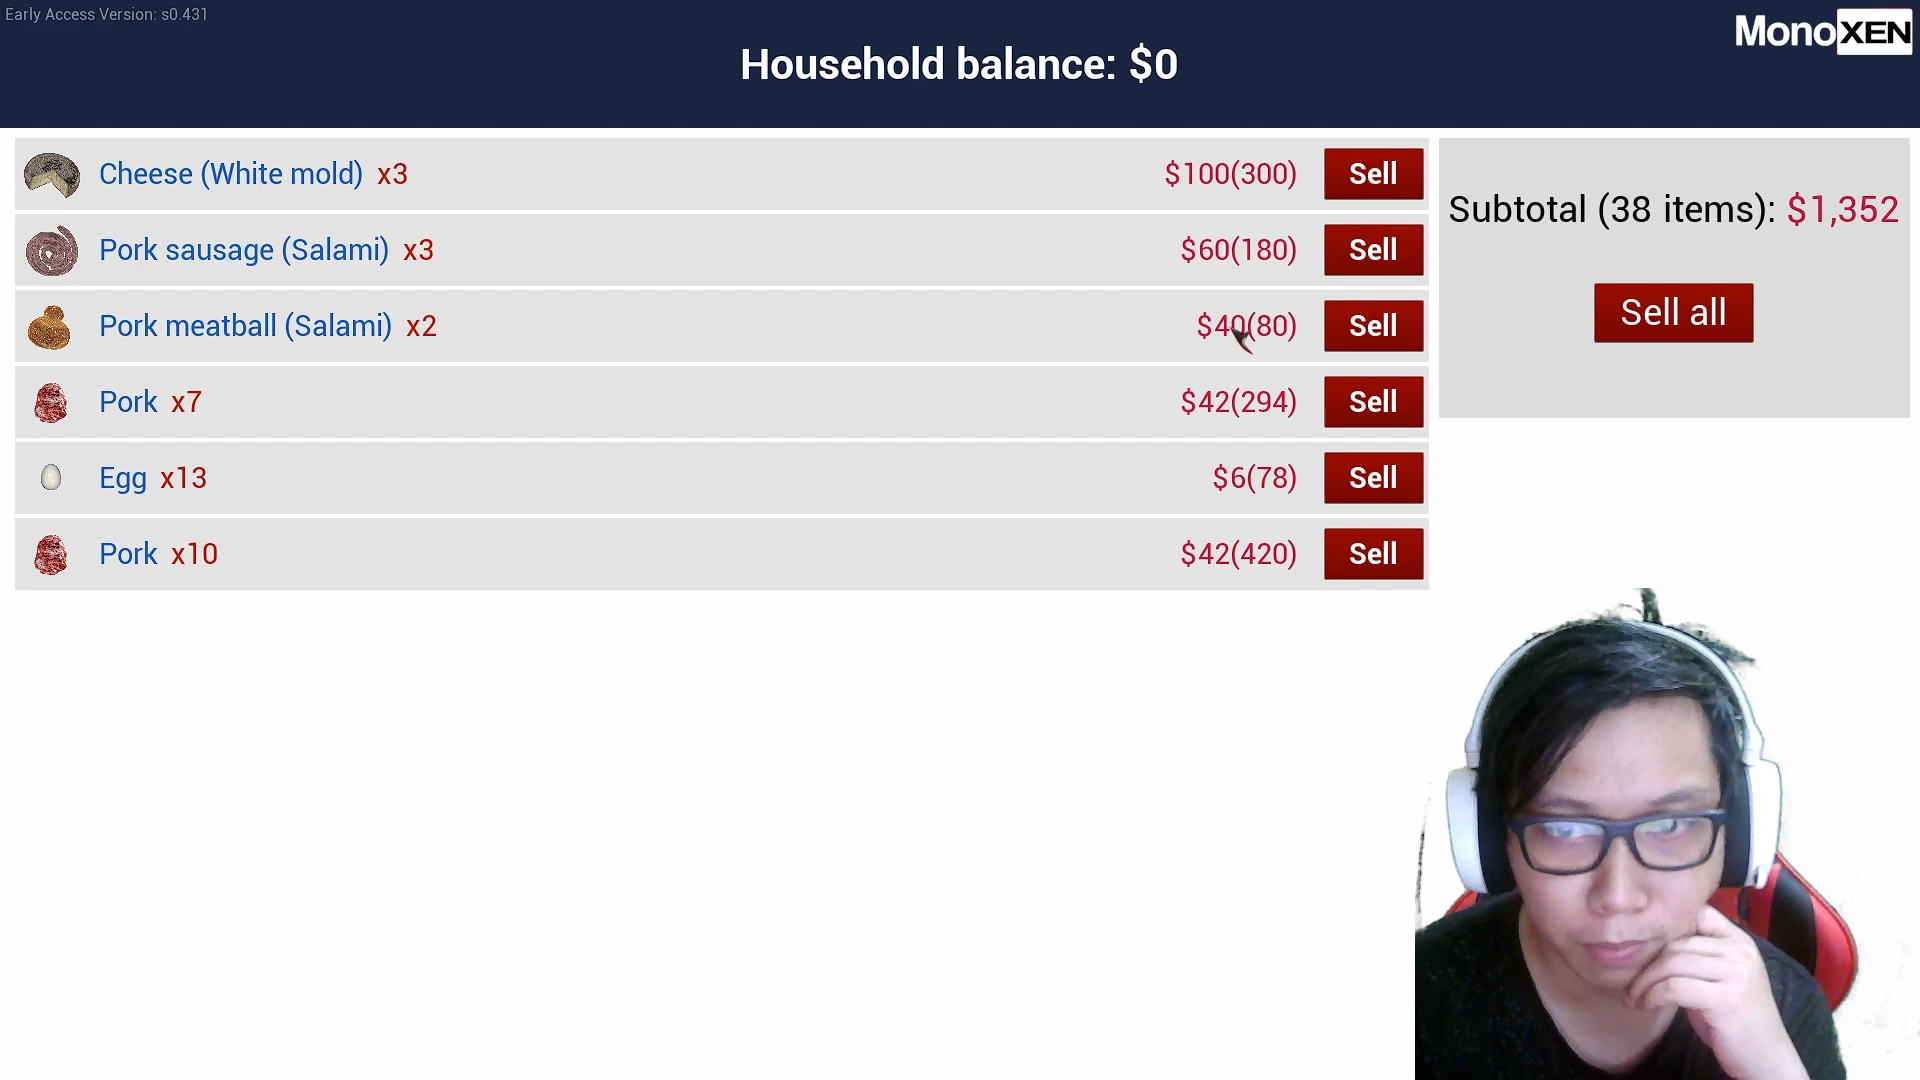 Early Access Version: s0.431
MonoXEN
Household balance: $0
Cheese (White mold) x3 $100(300) Sell
Pork sausage (Salami) x3 $60(180) Sell
Pork meatball (Salami) x2 $40(80) Sell
Pork x7 $42(294) Sell
Egg x13 $6(78) Sell
Pork x10 $42(420) Sell
Subtotal (38 items): $1,352
Sell all